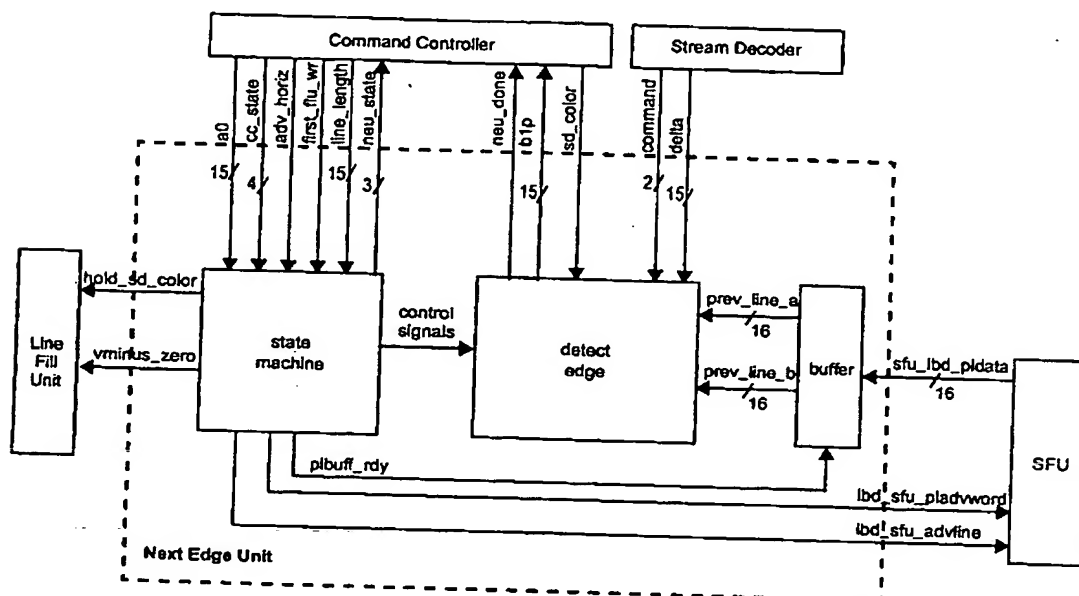 Command Controller
Stream Decoder
a0
cc_state
adv_horiz
first_flu_wr
line_length
neu_state
neu_done
b1p
sd_color
command
delta
15
4
15
3
15
2
15
Line
Fill
Unit
hold_sd_color
vminus_zero
state
machine
control
signals
detect
edge
prev_line_a
16
prev_line_b
16
buffer
sfu_lbd_pldata
16
SFU
plbuff_rdy
lbd_sfu_pladvword
lbd_sfu_advline
Next Edge Unit